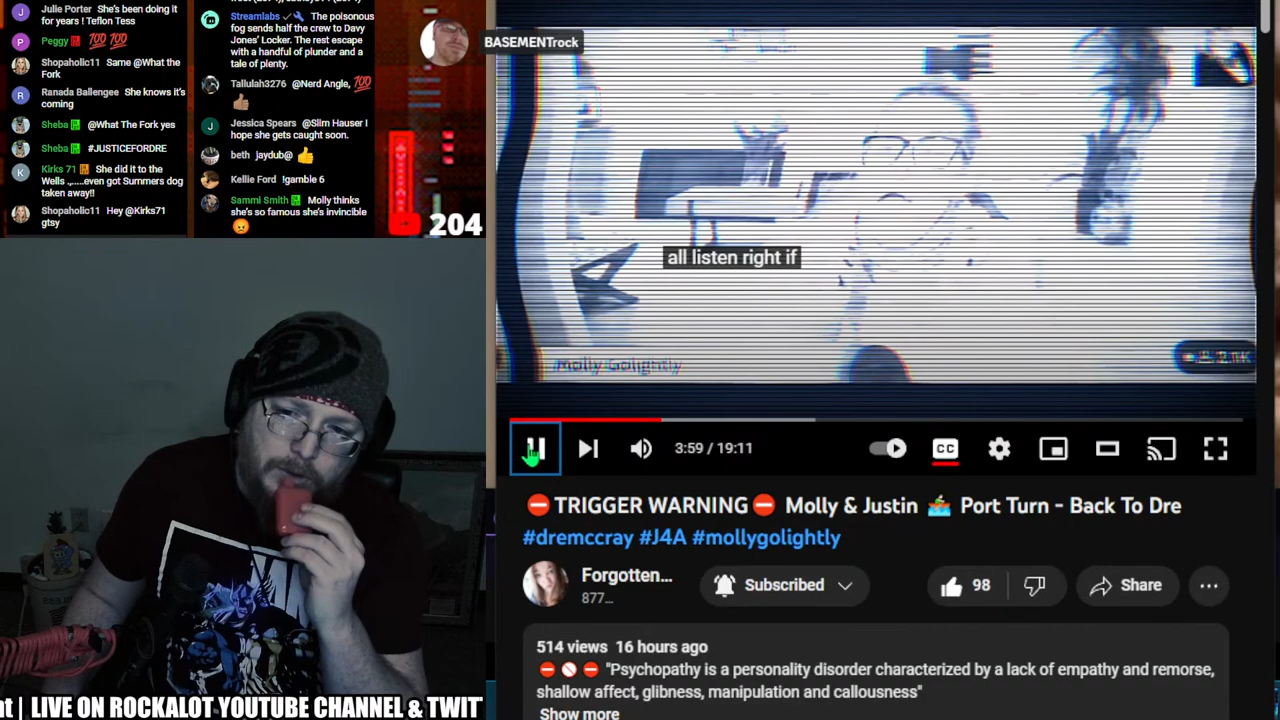 Julie Porter She's been doing it
for years! Teflon Tess
Peggy 💯 💯
Shopaholic11 Same @What the
Fork
Ranada Ballengee She knows it's
coming
Sheba @What The Fork yes
Sheba #JUSTICEFORDRE
Kirks 71 She did it to the
Wells ,.....even got Summers dog
taken away!!
Shopaholic11 Hey @Kirks71
gtsy
Streamlabs The poisonous
fog sends half the crew to Davy
Jones' Locker. The rest escape
with a handful of plunder and a
tale of plenty.
Tallulah3276 @Nerd Angle, 💯
👍🏽
Jessica Spears @Slim Hauser I
hope she gets caught soon.
beth jaydub@ 👍
Kellie Ford !gamble 6
Sammi Smith Molly thinks
she's so famous she's invincible
😡
204
BASEMENTrock
all listen right if
Molly Golightly
2.1K
3:59 / 19:11
CC
⛔TRIGGER WARNING⛔ Molly & Justin 🚣 Port Turn - Back To Dre
#dremccray #J4A #mollygolightly
Forgotten...
877...
Subscribed
98
Share
514 views 16 hours ago
⛔ 🚫 ⛔ "Psychopathy is a personality disorder characterized by a lack of empathy and remorse,
shallow affect, glibness, manipulation and callousness"
Show more
LIVE ON ROCKALOT YOUTUBE CHANNEL & TWIT